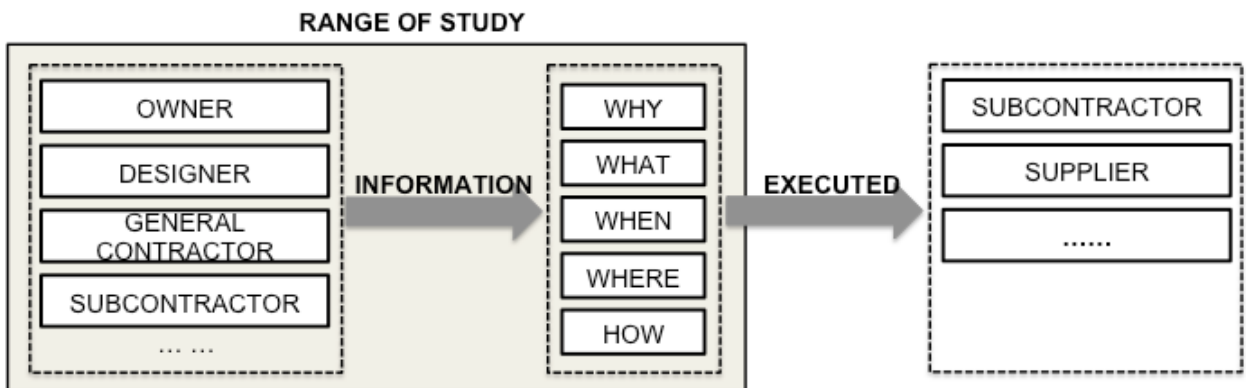 RANGE OF STUDY
OWNER
DESIGNER
GENERAL
CONTRACTOR
SUBCONTRACTOR
... ...
INFORMATION
WHY
WHAT
WHEN
WHERE
HOW
EXECUTED
SUBCONTRACTOR
SUPPLIER
......